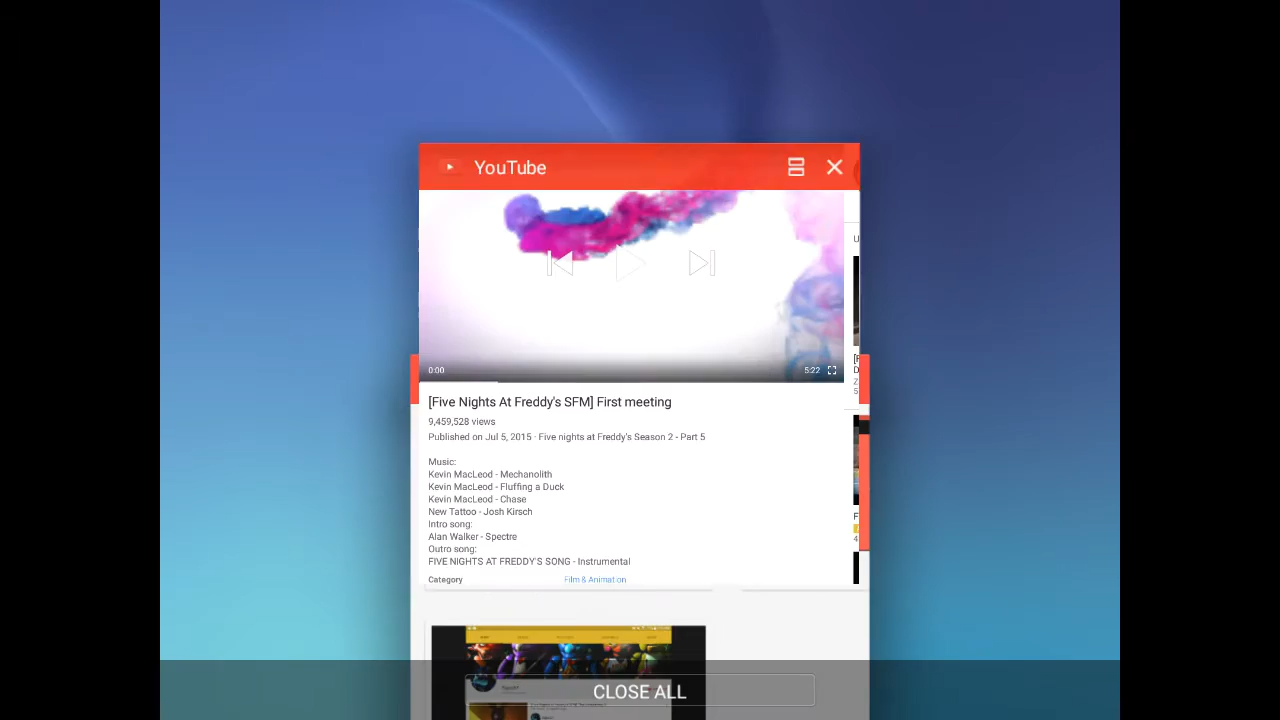 YouTube
U
0:00
5:22
[F
D
Z
5
[Five Nights At Freddy's SFM] First meeting
9,459,528 views
Published on Jul 5, 2015 · Five nights at Freddy's Season 2 - Part 5
Music:
Kevin MacLeod - Mechanolith
Kevin MacLeod - Fluffing a Duck
Kevin MacLeod - Chase
New Tattoo - Josh Kirsch
F
Intro song:
Alan Walker - Spectre
4
Outro song:
FIVE NIGHTS AT FREDDY'S SONG - Instrumental
Category Film & Animation
CLOSE ALL